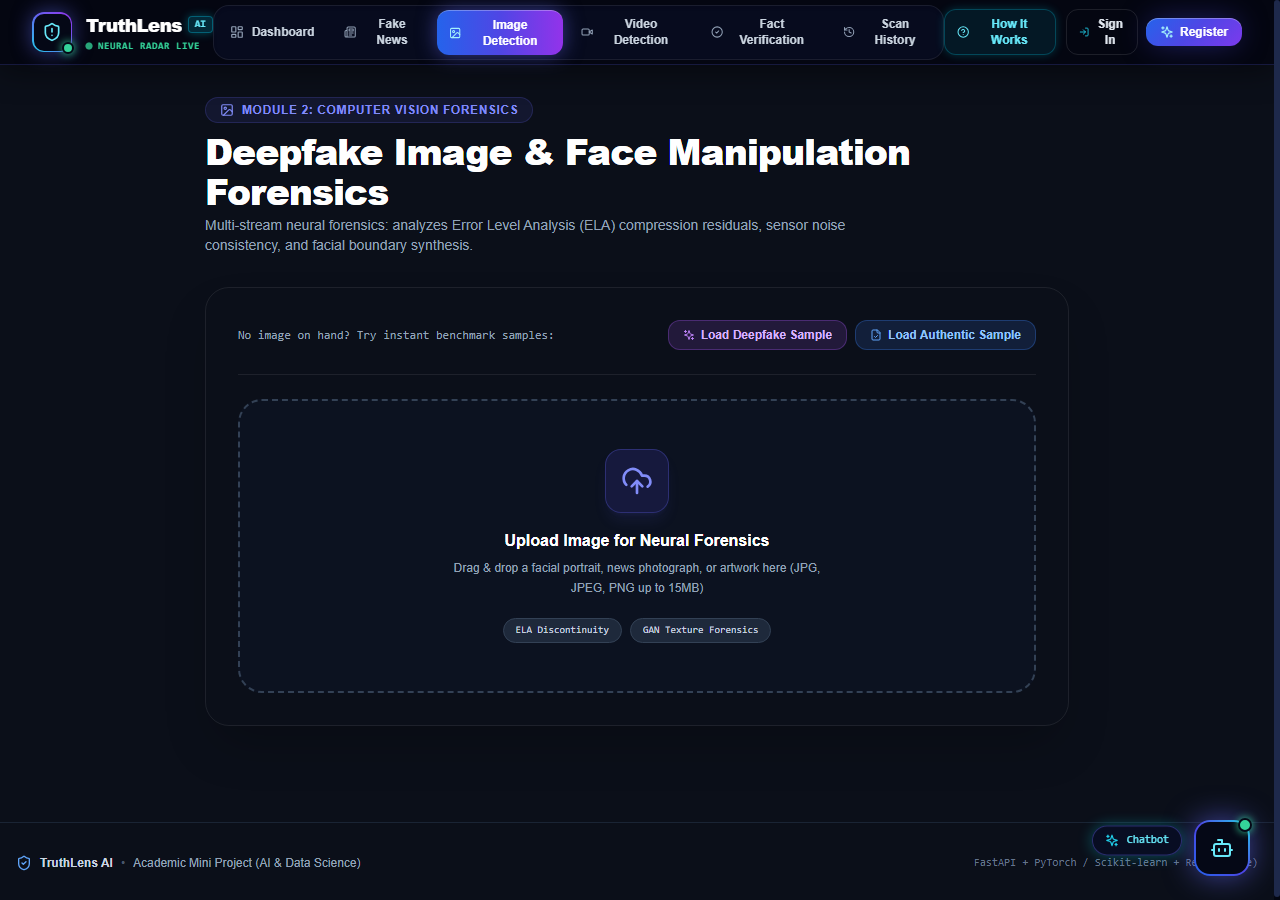 TruthLens AI
NEURAL RADAR LIVE
Dashboard
Fake
News
Image
Detection
Video
Detection
Fact
Verification
Scan
History
How It
Works
Sign
In
Register
MODULE 2: COMPUTER VISION FORENSICS
Deepfake Image & Face Manipulation
Forensics
Multi-stream neural forensics: analyzes Error Level Analysis (ELA) compression residuals, sensor noise
consistency, and facial boundary synthesis.
No image on hand? Try instant benchmark samples:
Load Deepfake Sample
Load Authentic Sample
Upload Image for Neural Forensics
Drag & drop a facial portrait, news photograph, or artwork here (JPG,
JPEG, PNG up to 15MB)
ELA Discontinuity
GAN Texture Forensics
Chatbot
TruthLens AI • Academic Mini Project (AI & Data Science)
FastAPI + PyTorch / Scikit-learn +